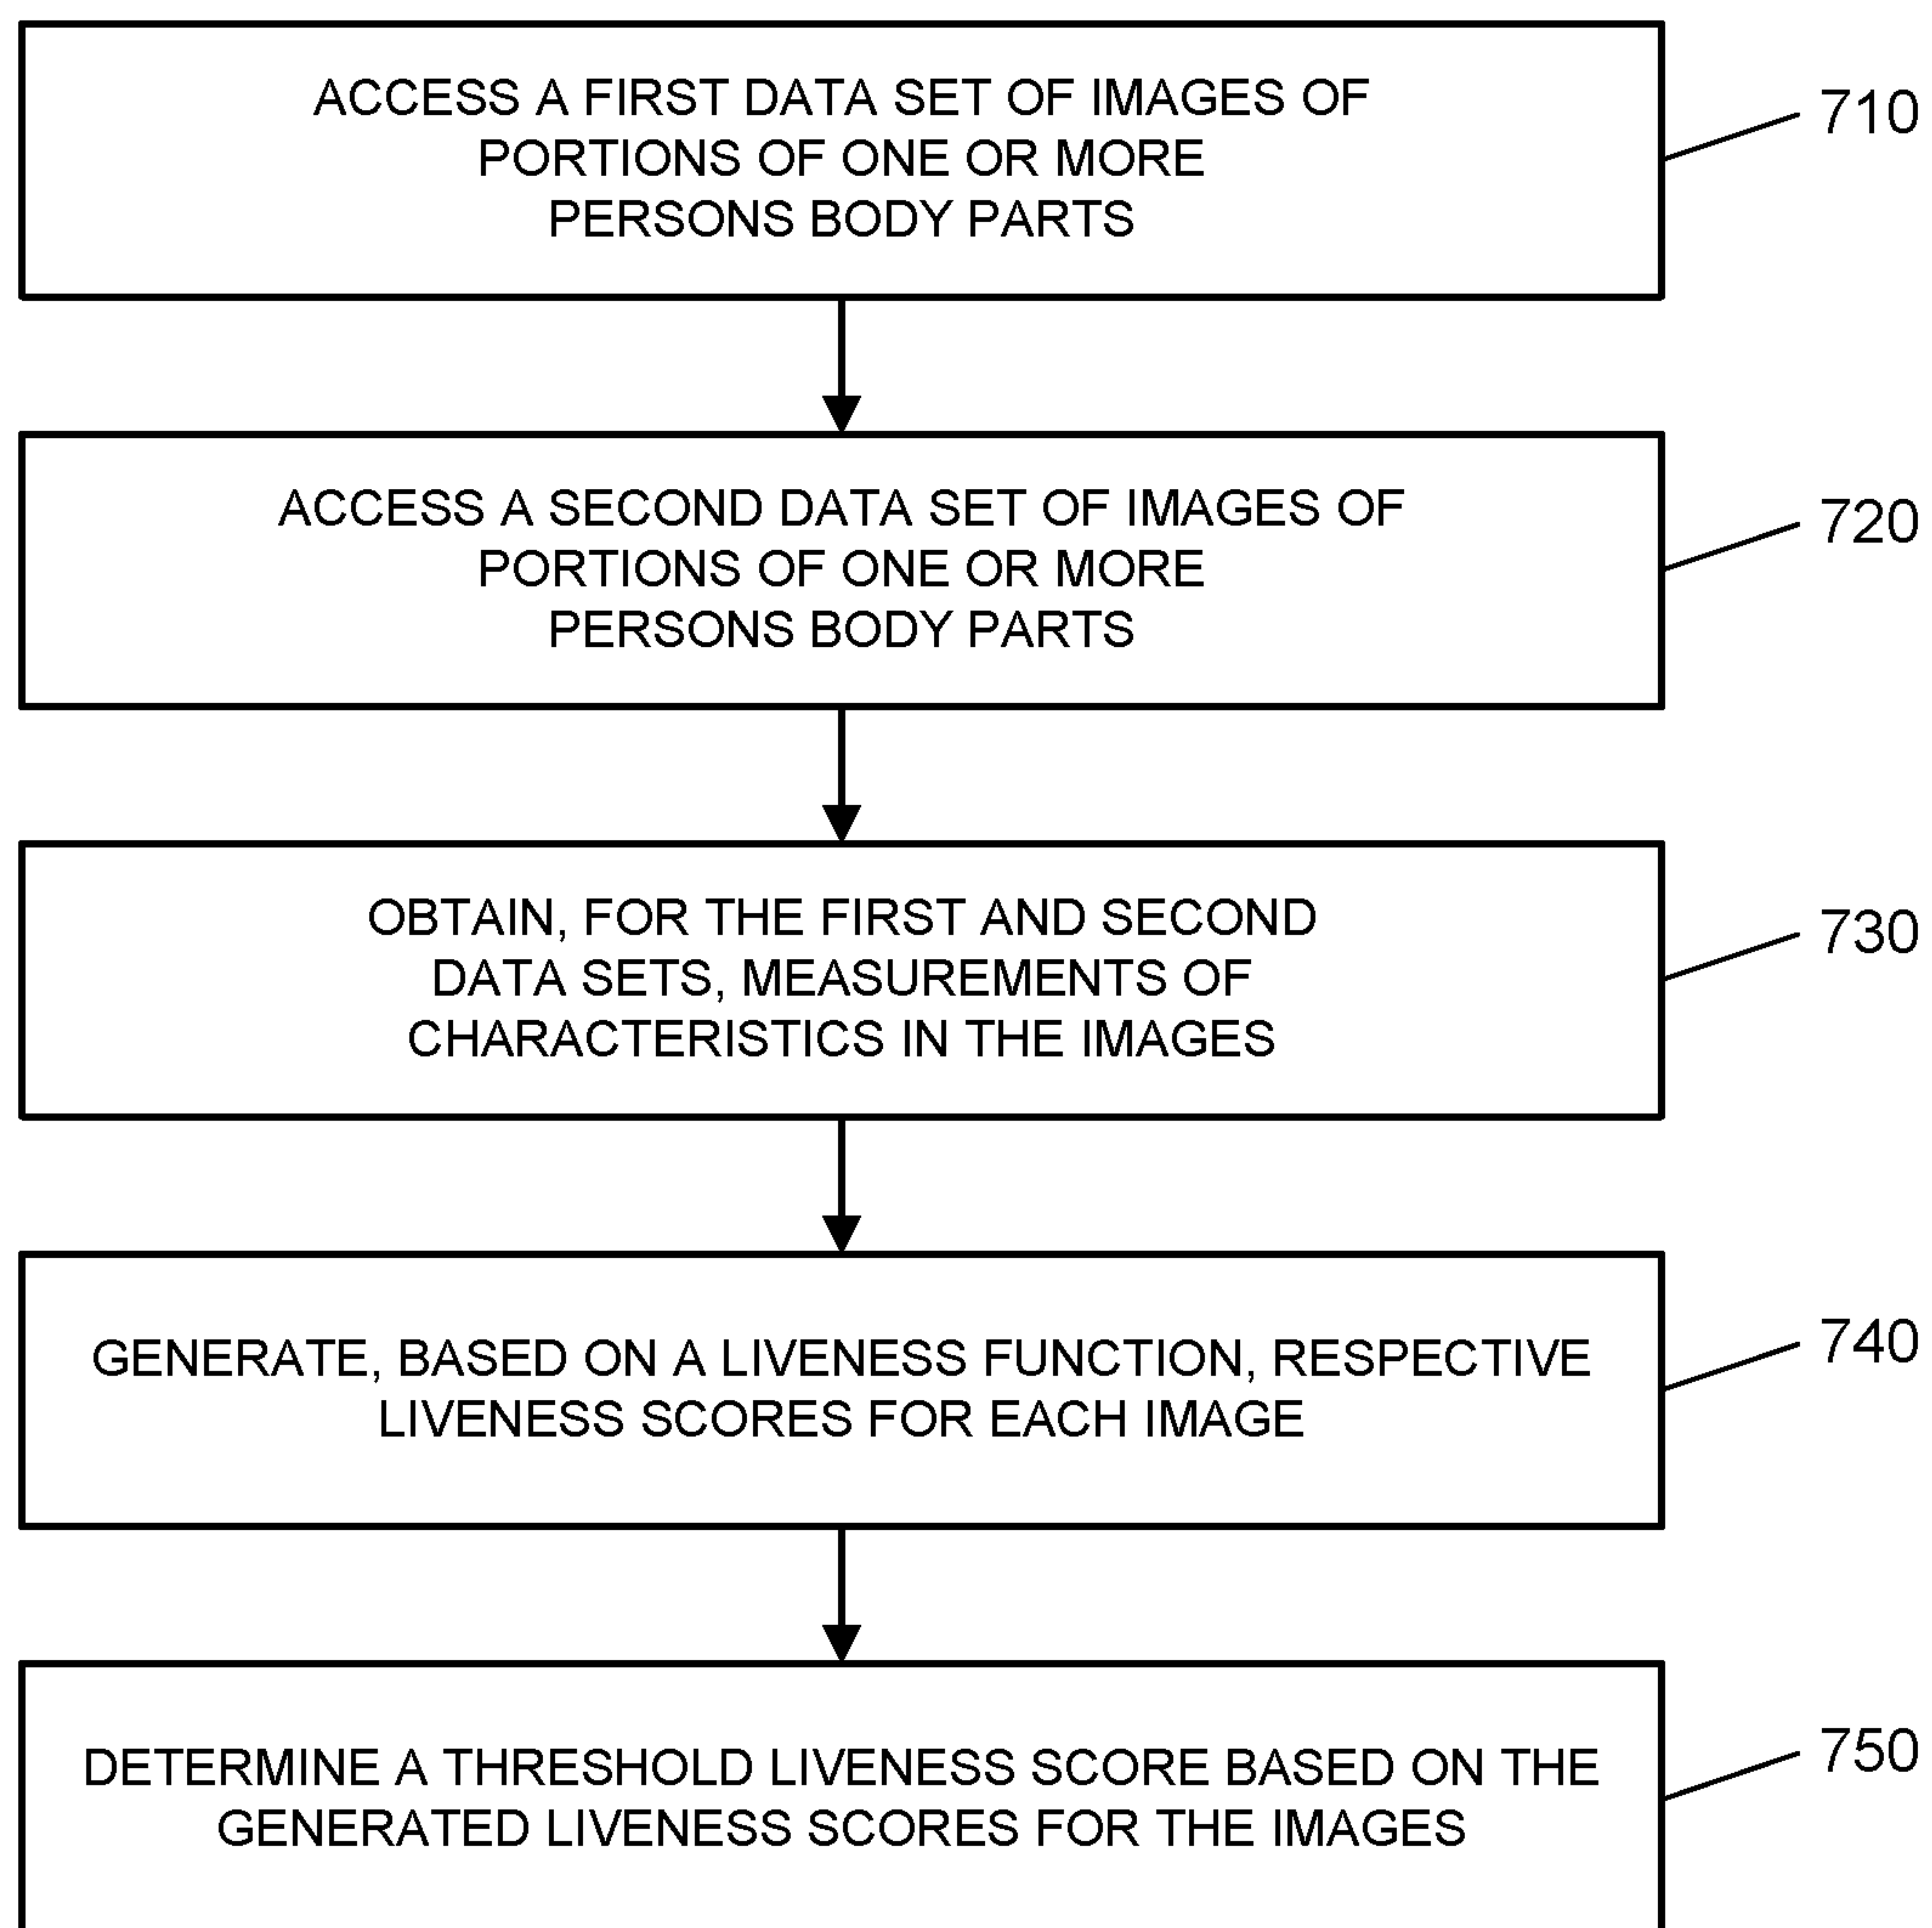 ACCESS A FIRST DATA SET OF IMAGES OF
PORTIONS OF ONE OR MORE
PERSONS BODY PARTS
710
ACCESS A SECOND DATA SET OF IMAGES OF
PORTIONS OF ONE OR MORE
PERSONS BODY PARTS
720
OBTAIN, FOR THE FIRST AND SECOND
DATA SETS, MEASUREMENTS OF
CHARACTERISTICS IN THE IMAGES
730
GENERATE, BASED ON A LIVENESS FUNCTION, RESPECTIVE
LIVENESS SCORES FOR EACH IMAGE
740
DETERMINE A THRESHOLD LIVENESS SCORE BASED ON THE
GENERATED LIVENESS SCORES FOR THE IMAGES
750